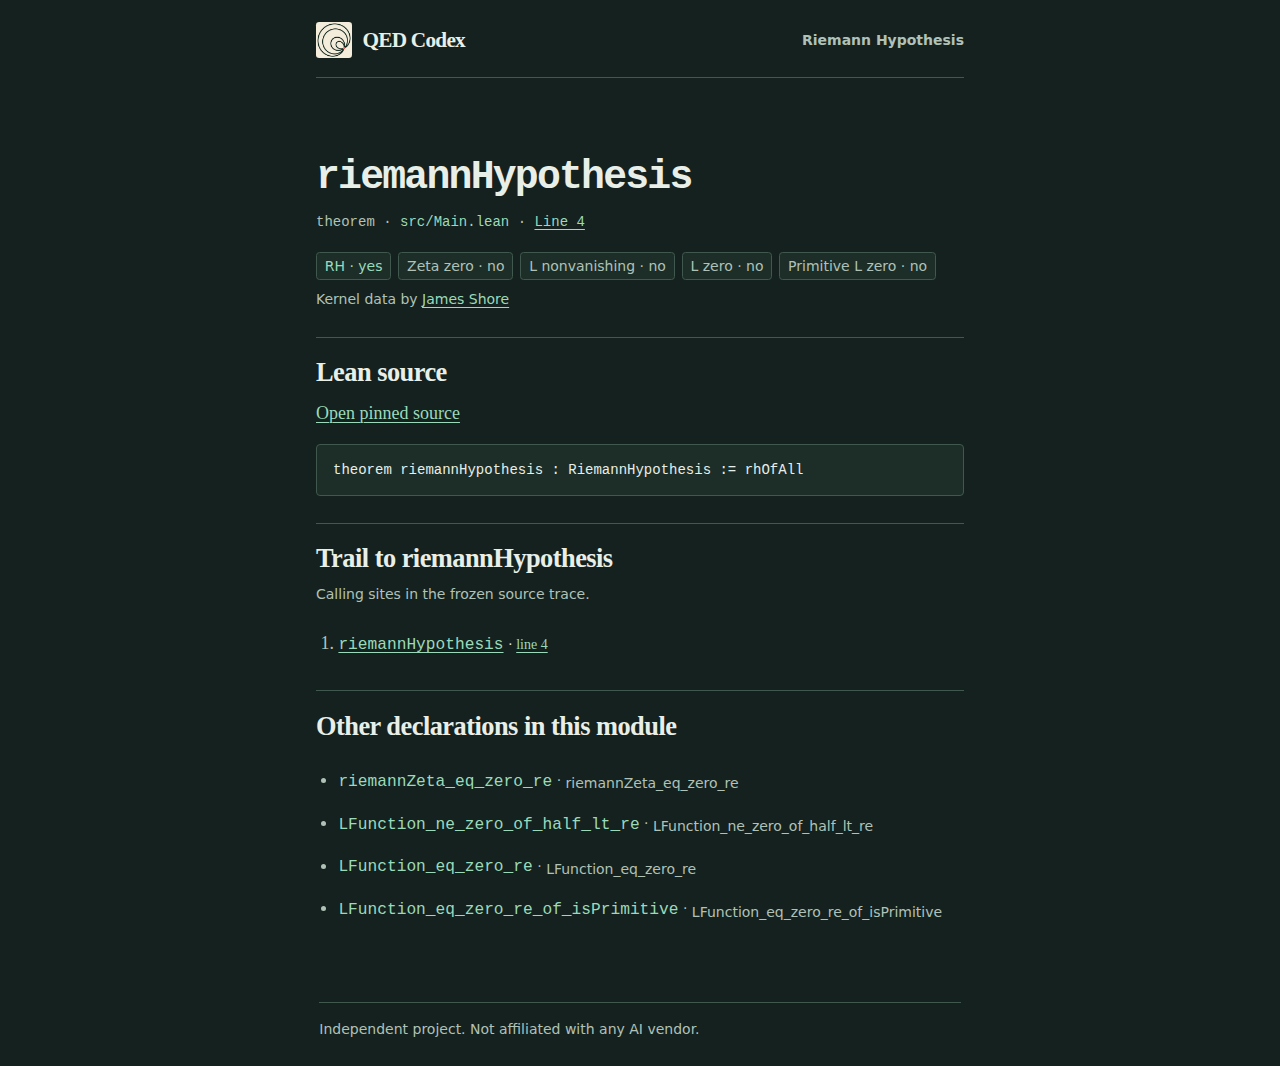 QED Codex
Riemann Hypothesis
riemannHypothesis
theorem · src/Main.lean · Line 4
RH · yes
Zeta zero · no
L nonvanishing · no
L zero · no
Primitive L zero · no
Kernel data by James Shore
Lean source
Open pinned source
theorem riemannHypothesis : RiemannHypothesis := rhOfAll
Trail to riemannHypothesis
Calling sites in the frozen source trace.
1. riemannHypothesis · line 4
Other declarations in this module
• riemannZeta_eq_zero_re · riemannZeta_eq_zero_re
• LFunction_ne_zero_of_half_lt_re · LFunction_ne_zero_of_half_lt_re
• LFunction_eq_zero_re · LFunction_eq_zero_re
• LFunction_eq_zero_re_of_isPrimitive · LFunction_eq_zero_re_of_isPrimitive
Independent project. Not affiliated with any AI vendor.